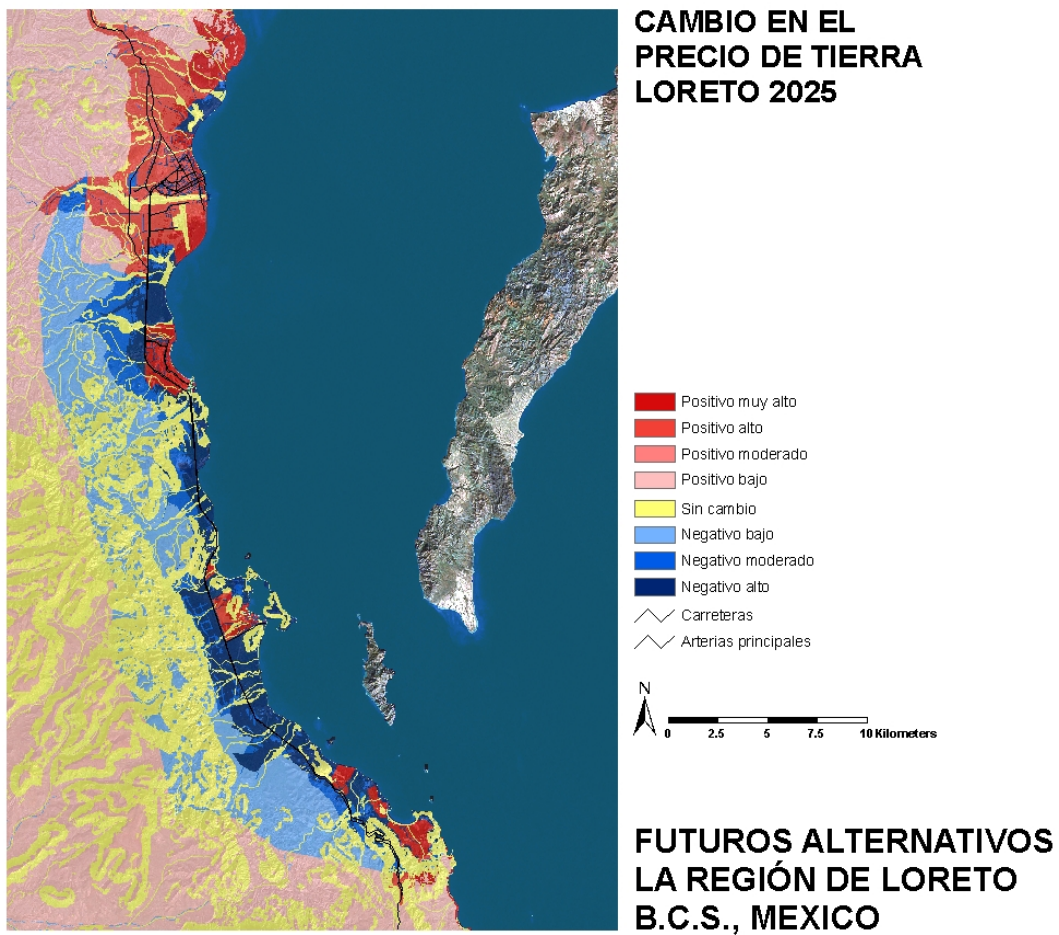 CAMBIO EN EL
PRECIO DE TIERRA
LORETO 2025
Positivo muy alto
Positivo alto
Positivo moderado
Positivo bajo
Sin cambio
Negativo bajo
Negativo moderado
Negativo alto
Carreteras
Arterias principales
N
0 2.5 5 7.5 10 Kilometers
FUTUROS ALTERNATIVOS
LA REGIÓN DE LORETO
B.C.S., MEXICO